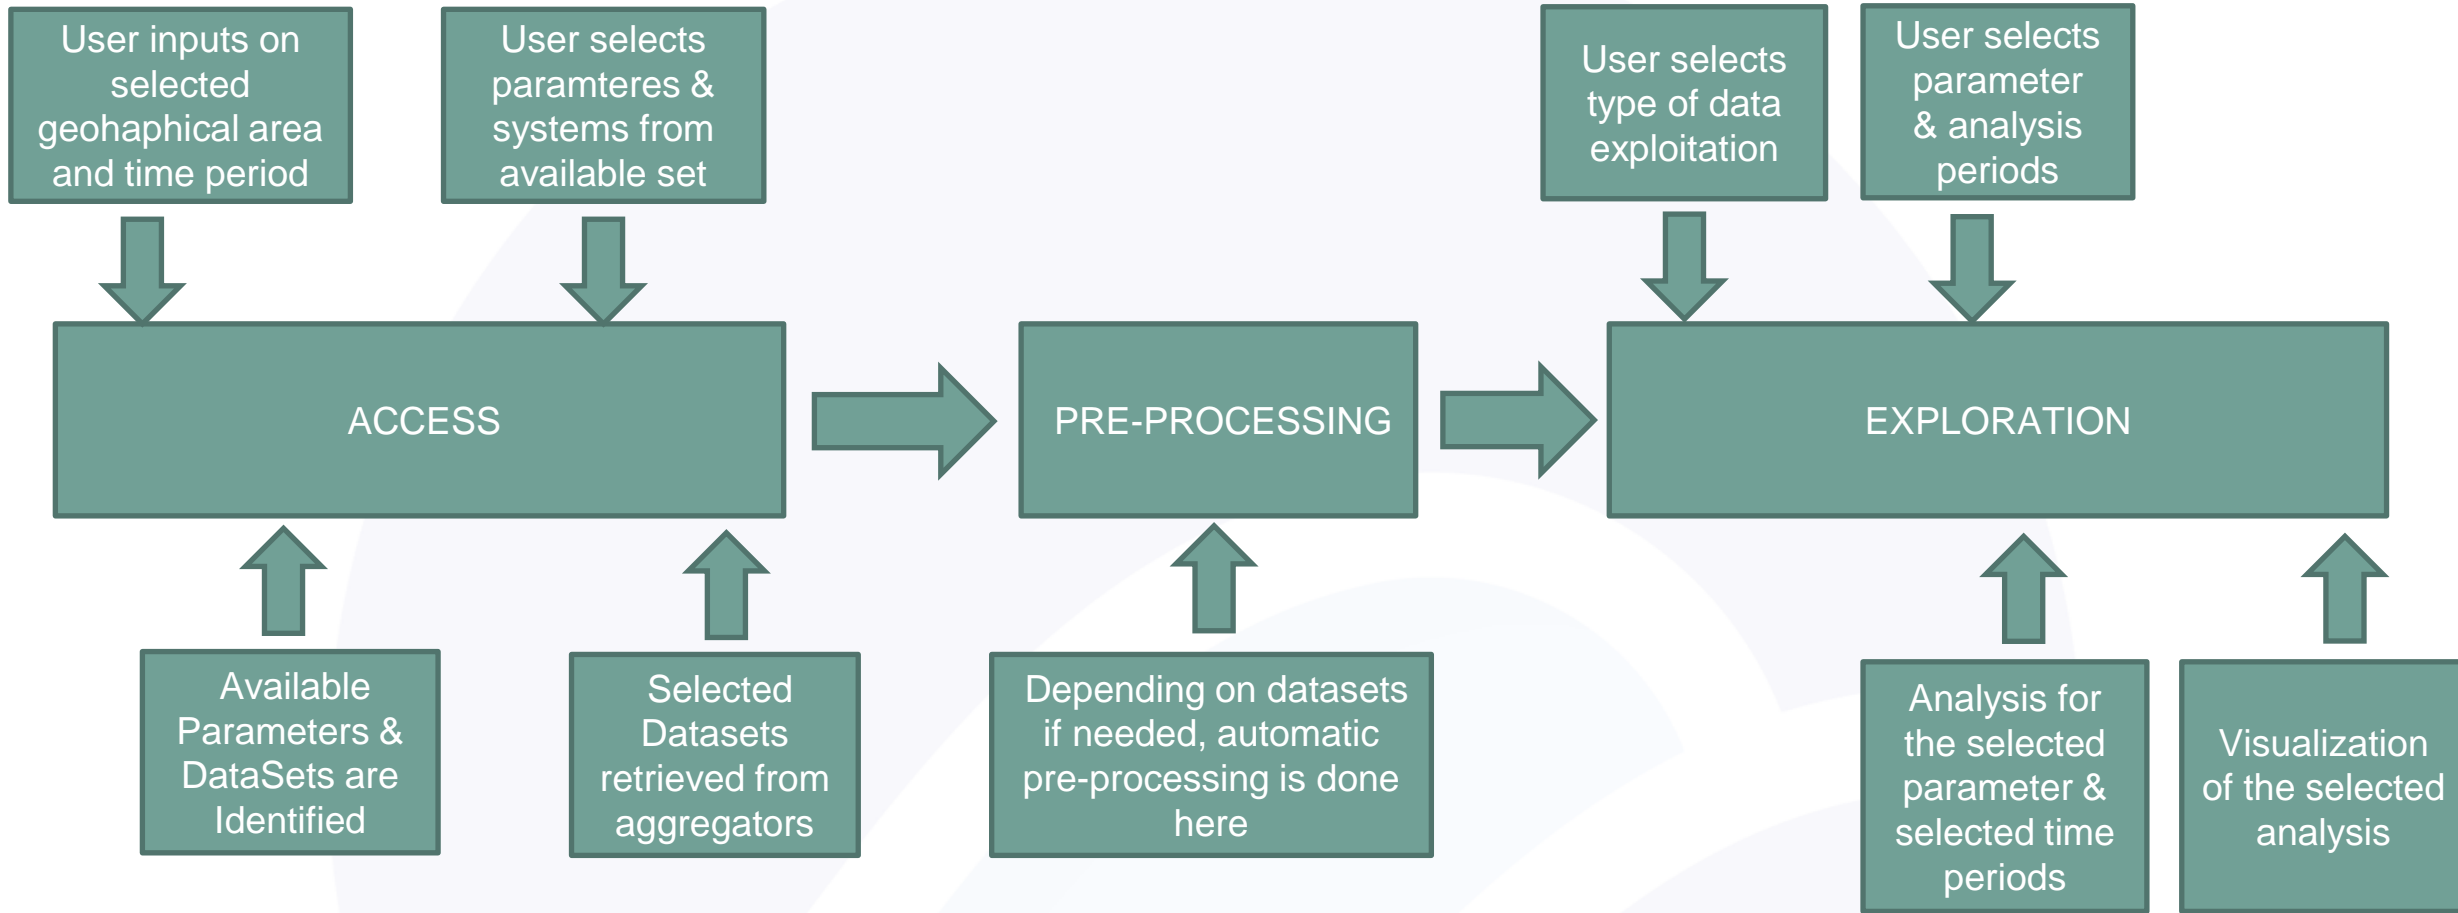 User inputs on
selected
geohaphical area
and time period
User selects
paramteres &
systems from
available set
User selects
type of data
exploitation
User selects
parameter
& analysis
periods
ACCESS
PRE-PROCESSING
EXPLORATION
Available
Parameters &
DataSets are
Identified
Selected
Datasets
retrieved from
aggregators
Depending on datasets
if needed, automatic
pre-processing is done
here
Analysis for
the selected
parameter &
selected time
periods
Visualization
of the selected
analysis